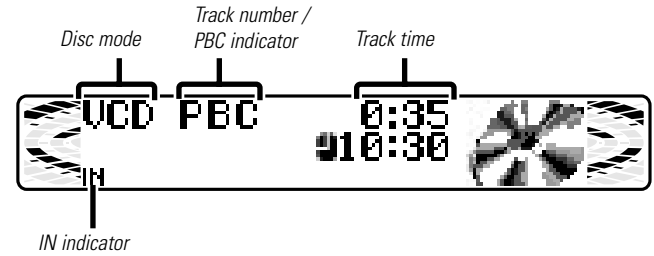 Track number /
Disc mode PBC indicator Track time
VCD PBC 0:35
10:30
IN
IN indicator